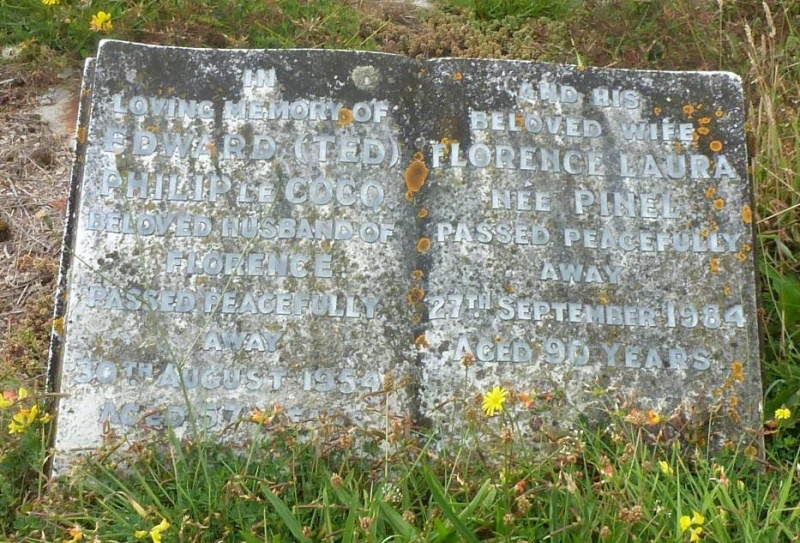 IN
LOVING MEMORY OF
EDWARD (TED)
PHILIP LE COCQ
BELOVED HUSBAND OF
FLORENCE
PASSED PEACEFULLY
AWAY
30TH AUGUST 1954
AGED 57
AND HIS
BELOVED WIFE
FLORENCE LAURA
NÉE PINEL
PASSED PEACEFULLY
AWAY
27TH SEPTEMBER 1984
AGED 90 YEARS